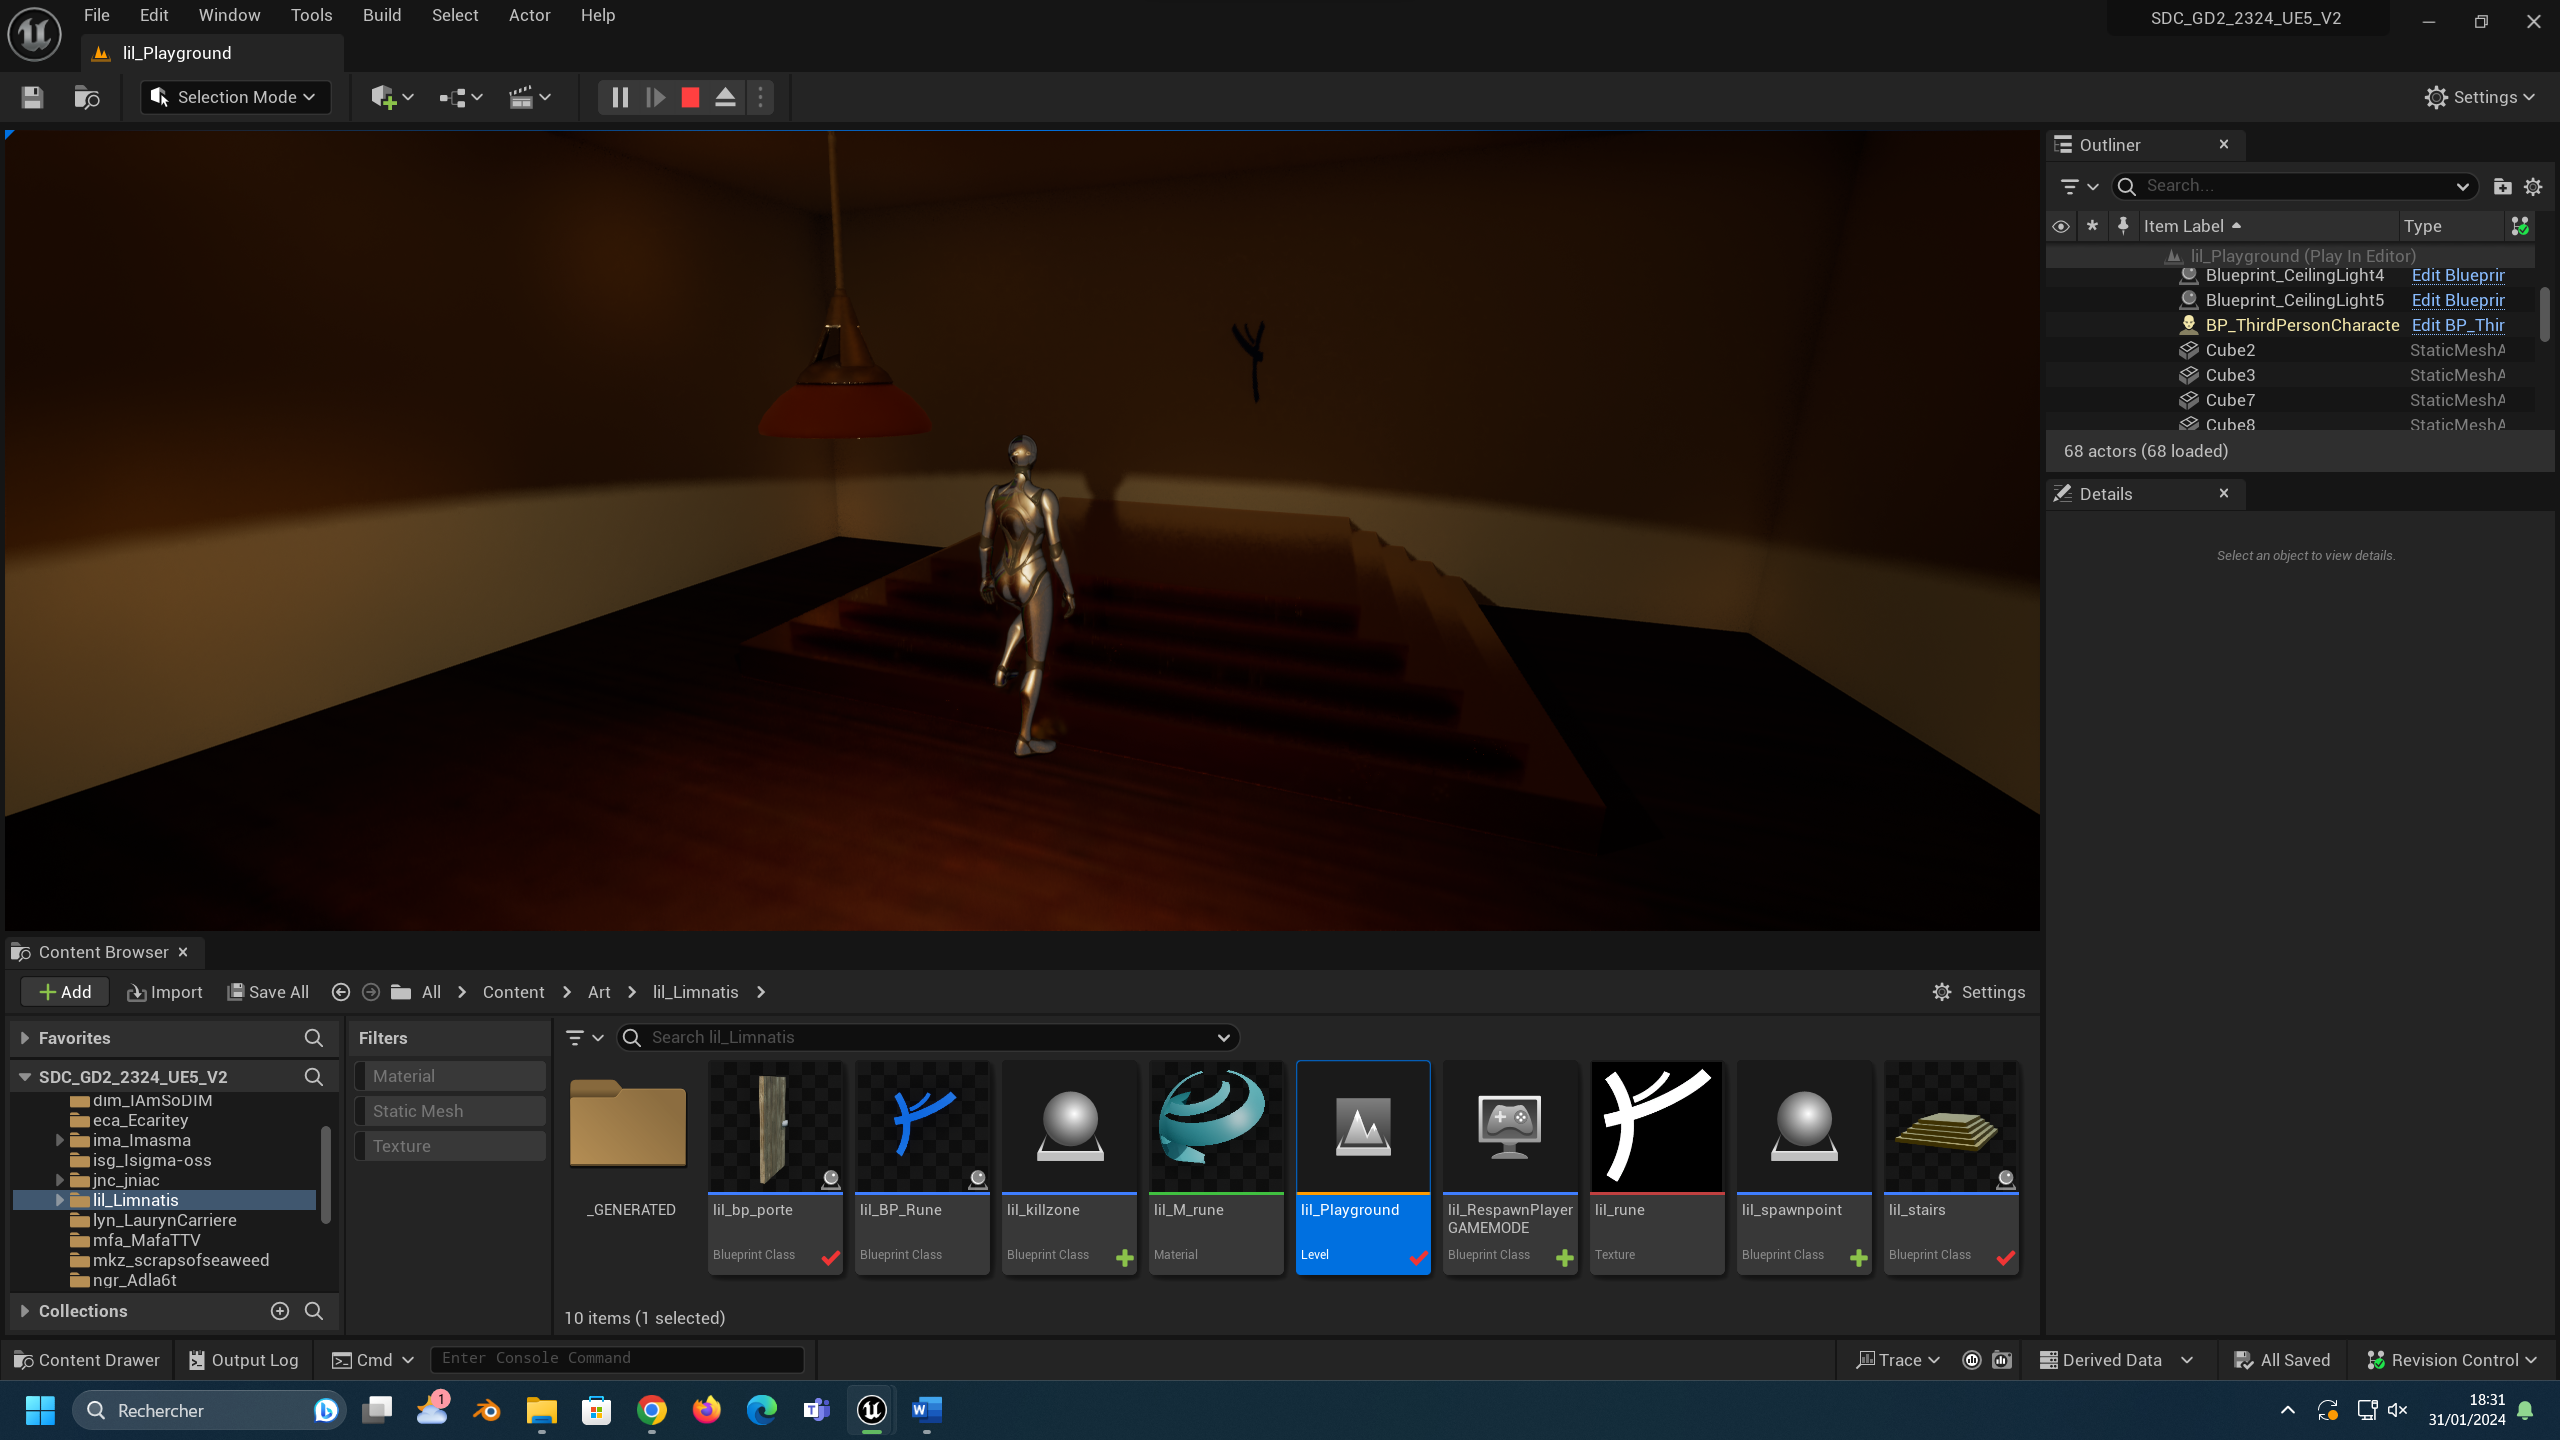 File Edit Window Tools Build Select Actor Help
SDC_GD2_2324_UE5_V2
lil_Playground
Selection Mode
Settings
Outliner
Search...
Item Label Type
lil_Playground (Play In Editor)
Blueprint_CeilingLight4 Edit Blueprin
Blueprint_CeilingLight5 Edit Blueprin
BP_ThirdPersonCharacte Edit BP_Thir
Cube2 StaticMeshA
Cube3 StaticMeshA
Cube7 StaticMeshA
Cube8 StaticMeshA
68 actors (68 loaded)
Details
Select an object to view details.
Content Browser
Add Import Save All All Content Art lil_Limnatis
Settings
Favorites
SDC_GD2_2324_UE5_V2
dim_IAmSoDIM
eca_Ecaritey
ima_Imasma
isg_Isigma-oss
jnc_jniac
lil_Limnatis
lyn_LaurynCarriere
mfa_MafaTTV
mkz_scrapsofseaweed
ngr_Adla6t
Collections
Filters
Material
Static Mesh
Texture
Search lil_Limnatis
_GENERATED
lil_bp_porte
Blueprint Class
lil_BP_Rune
Blueprint Class
lil_killzone
Blueprint Class
lil_M_rune
Material
lil_Playground
Level
lil_RespawnPlayer
GAMEMODE
Blueprint Class
lil_rune
Texture
lil_spawnpoint
Blueprint Class
lil_stairs
Blueprint Class
10 items (1 selected)
Content Drawer Output Log Cmd Enter Console Command
Trace Derived Data All Saved Revision Control
Rechercher
1
18:31
31/01/2024